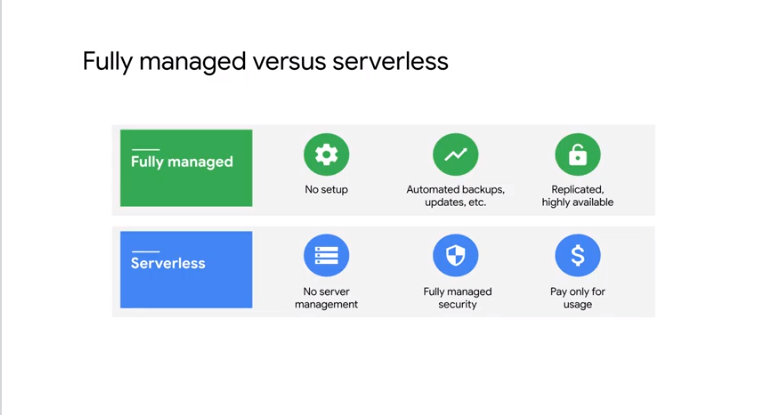 Fully managed versus serverless
Fully managed
No setup
Automated backups,
updates, etc.
Replicated,
highly available
Serverless
No server
management
Fully managed
security
Pay only for
usage